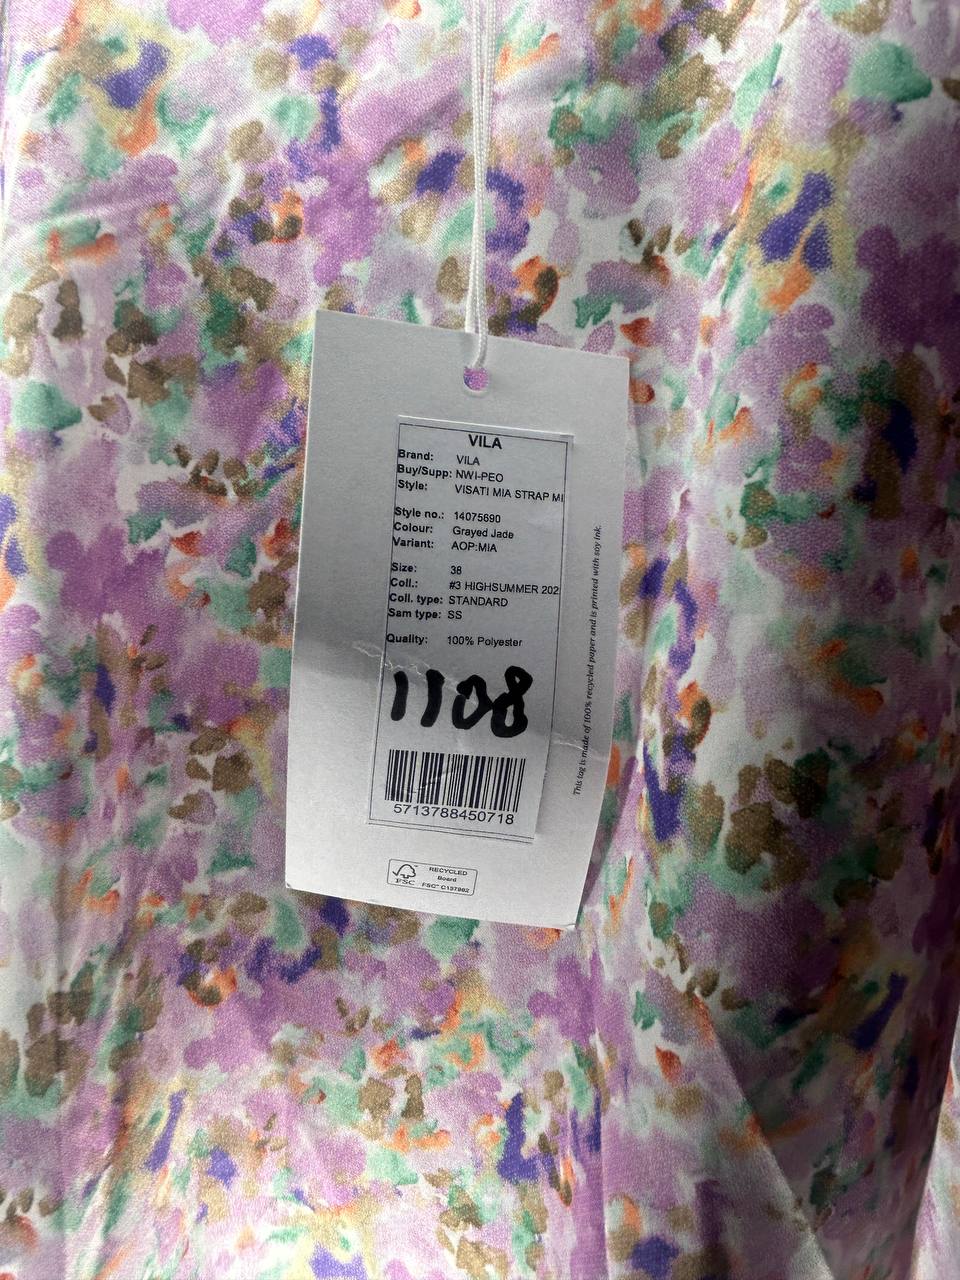 VILA
Brand: VILA
Buy/Supp: NWI-PEO
Style: VISATI MIA STRAP MI
Style no.: 14075690
Colour: Grayed Jade
Variant: AOP:MIA
Size: 38
Coll.: #3 HIGHSUMMER 202
Coll. type: STANDARD
Sam type: SS
Quality: 100% Polyester
1108
5713788450718
This tag is made of 100% recycled paper and is printed with soy ink.
FSC
RECYCLED
Board
FSC™ C137982